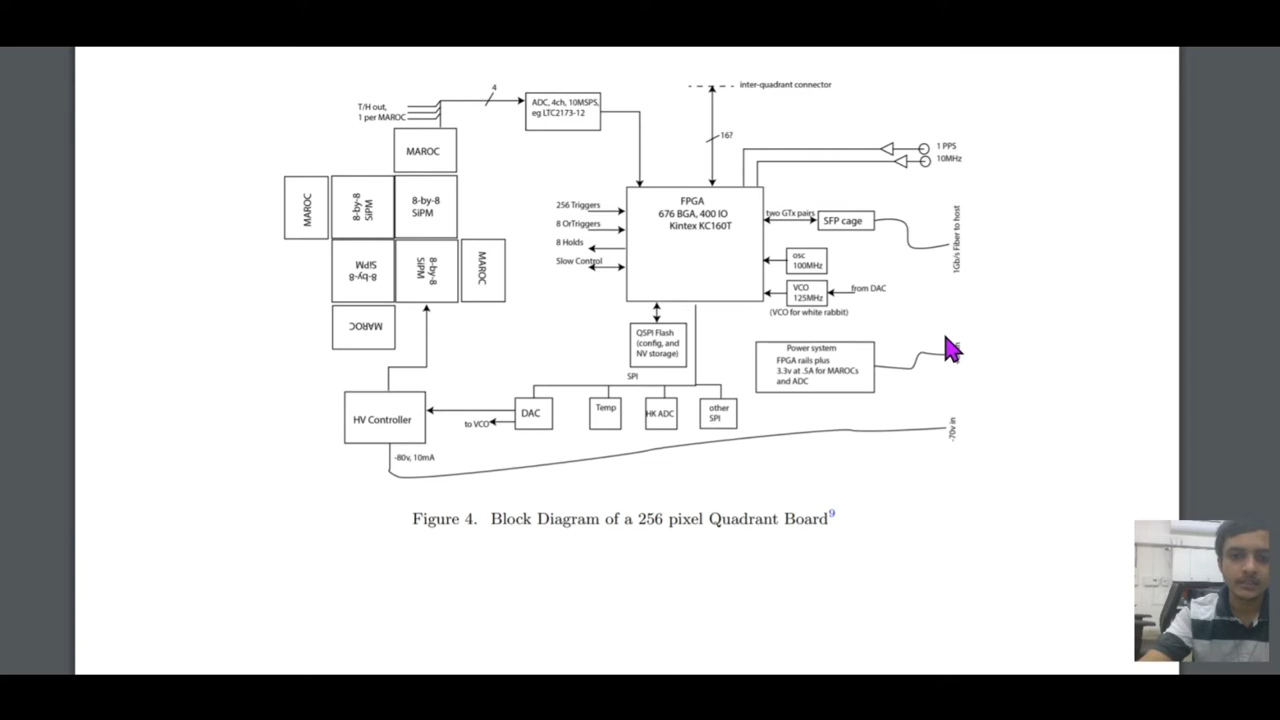 4
inter-quadrant connector
T/H out,
1 per MAROC
ADC, 4ch, 10MSPS,
eg LTC2173-12
16?
1 PPS
10MHz
MAROC
MAROC
8-by-8
SiPM
8-by-8
SiPM
256 Triggers
8 OrTriggers
8 Holds
Slow Control
FPGA
676 BGA, 400 IO
Kintex KC160T
two GTx pairs
SFP cage
1Gb/s Fiber to host
8-by-8
SiPM
8-by-8
SiPM
MAROC
osc
100MHz
VCO
125MHz
from DAC
(VCO for white rabbit)
MAROC
QSPI Flash
(config, and
NV storage)
Power system
FPGA rails plus
3.3v at .5A for MAROCs
and ADC
SPI
HV Controller
to VCO
DAC
Temp
HK ADC
other
SPI
-70v in
-80v, 10mA
Figure 4. Block Diagram of a 256 pixel Quadrant Board9